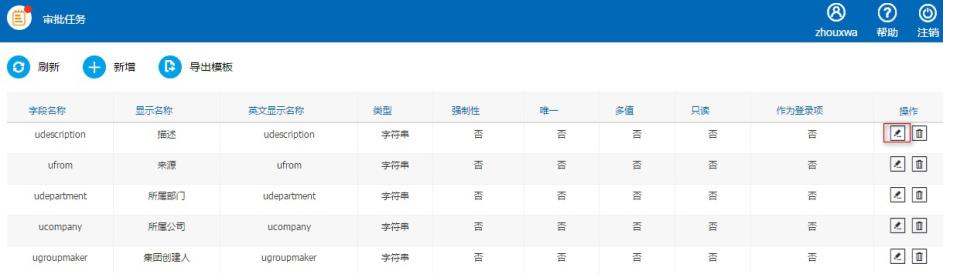 审批任务
zhouxwa 帮助 注销
刷新 新增 导出模板
字段名称 显示名称 英文显示名称 类型 强制性 唯一 多值 只读 作为登录项 操作
udescription 描述 udescription 字符串 否 否 否 否 否
ufrom 来源 ufrom 字符串 否 否 否 否 否
udepartment 所属部门 udepartment 字符串 否 否 否 否 否
ucompany 所属公司 ucompany 字符串 否 否 否 否 否
ugroupmaker 集团创建人 ugroupmaker 字符串 否 否 否 否 否